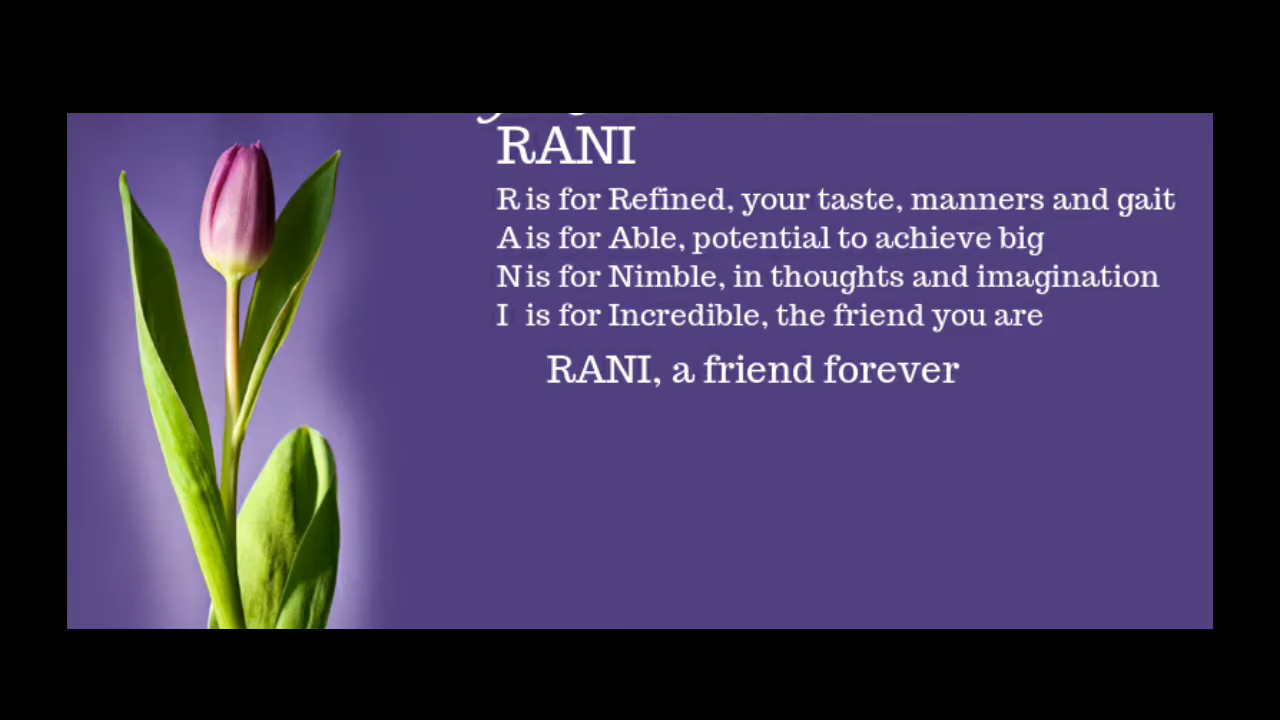 RANI
R is for Refined, your taste, manners and gait
A is for Able, potential to achieve big
N is for Nimble, in thoughts and imagination
I is for Incredible, the friend you are
RANI, a friend forever